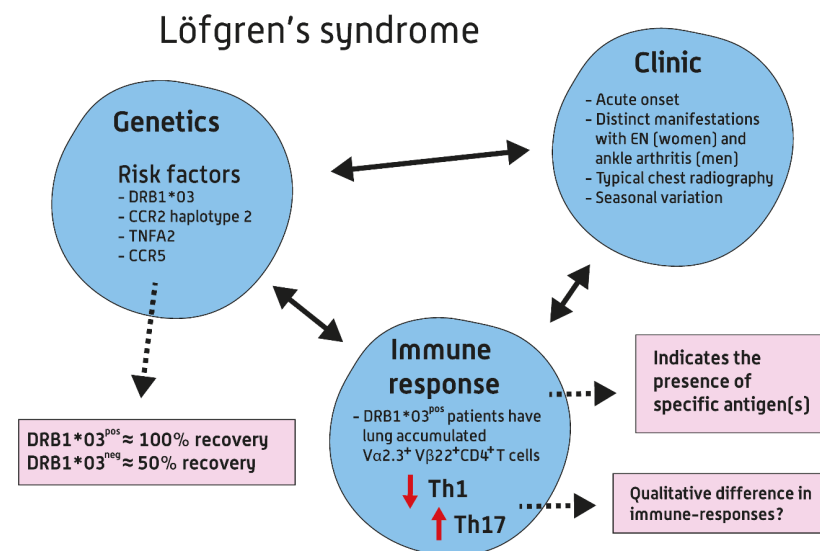 Löfgren's syndrome
Genetics
Risk factors
- DRB1*03
- CCR2 haplotype 2
- TNFA2
- CCR5
Clinic
- Acute onset
- Distinct manifestations
with EN (women) and
ankle arthritis (men)
- Typical chest radiography
- Seasonal variation
Immune
response
- DRB1*03pos patients have
lung accumulated
Vα2.3+ Vβ22+CD4+ T cells
Th1
Th17
Indicates the
presence of
specific antigen(s)
DRB1*03pos ≈ 100% recovery
DRB1*03neg ≈ 50% recovery
Qualitative difference in
immune-responses?